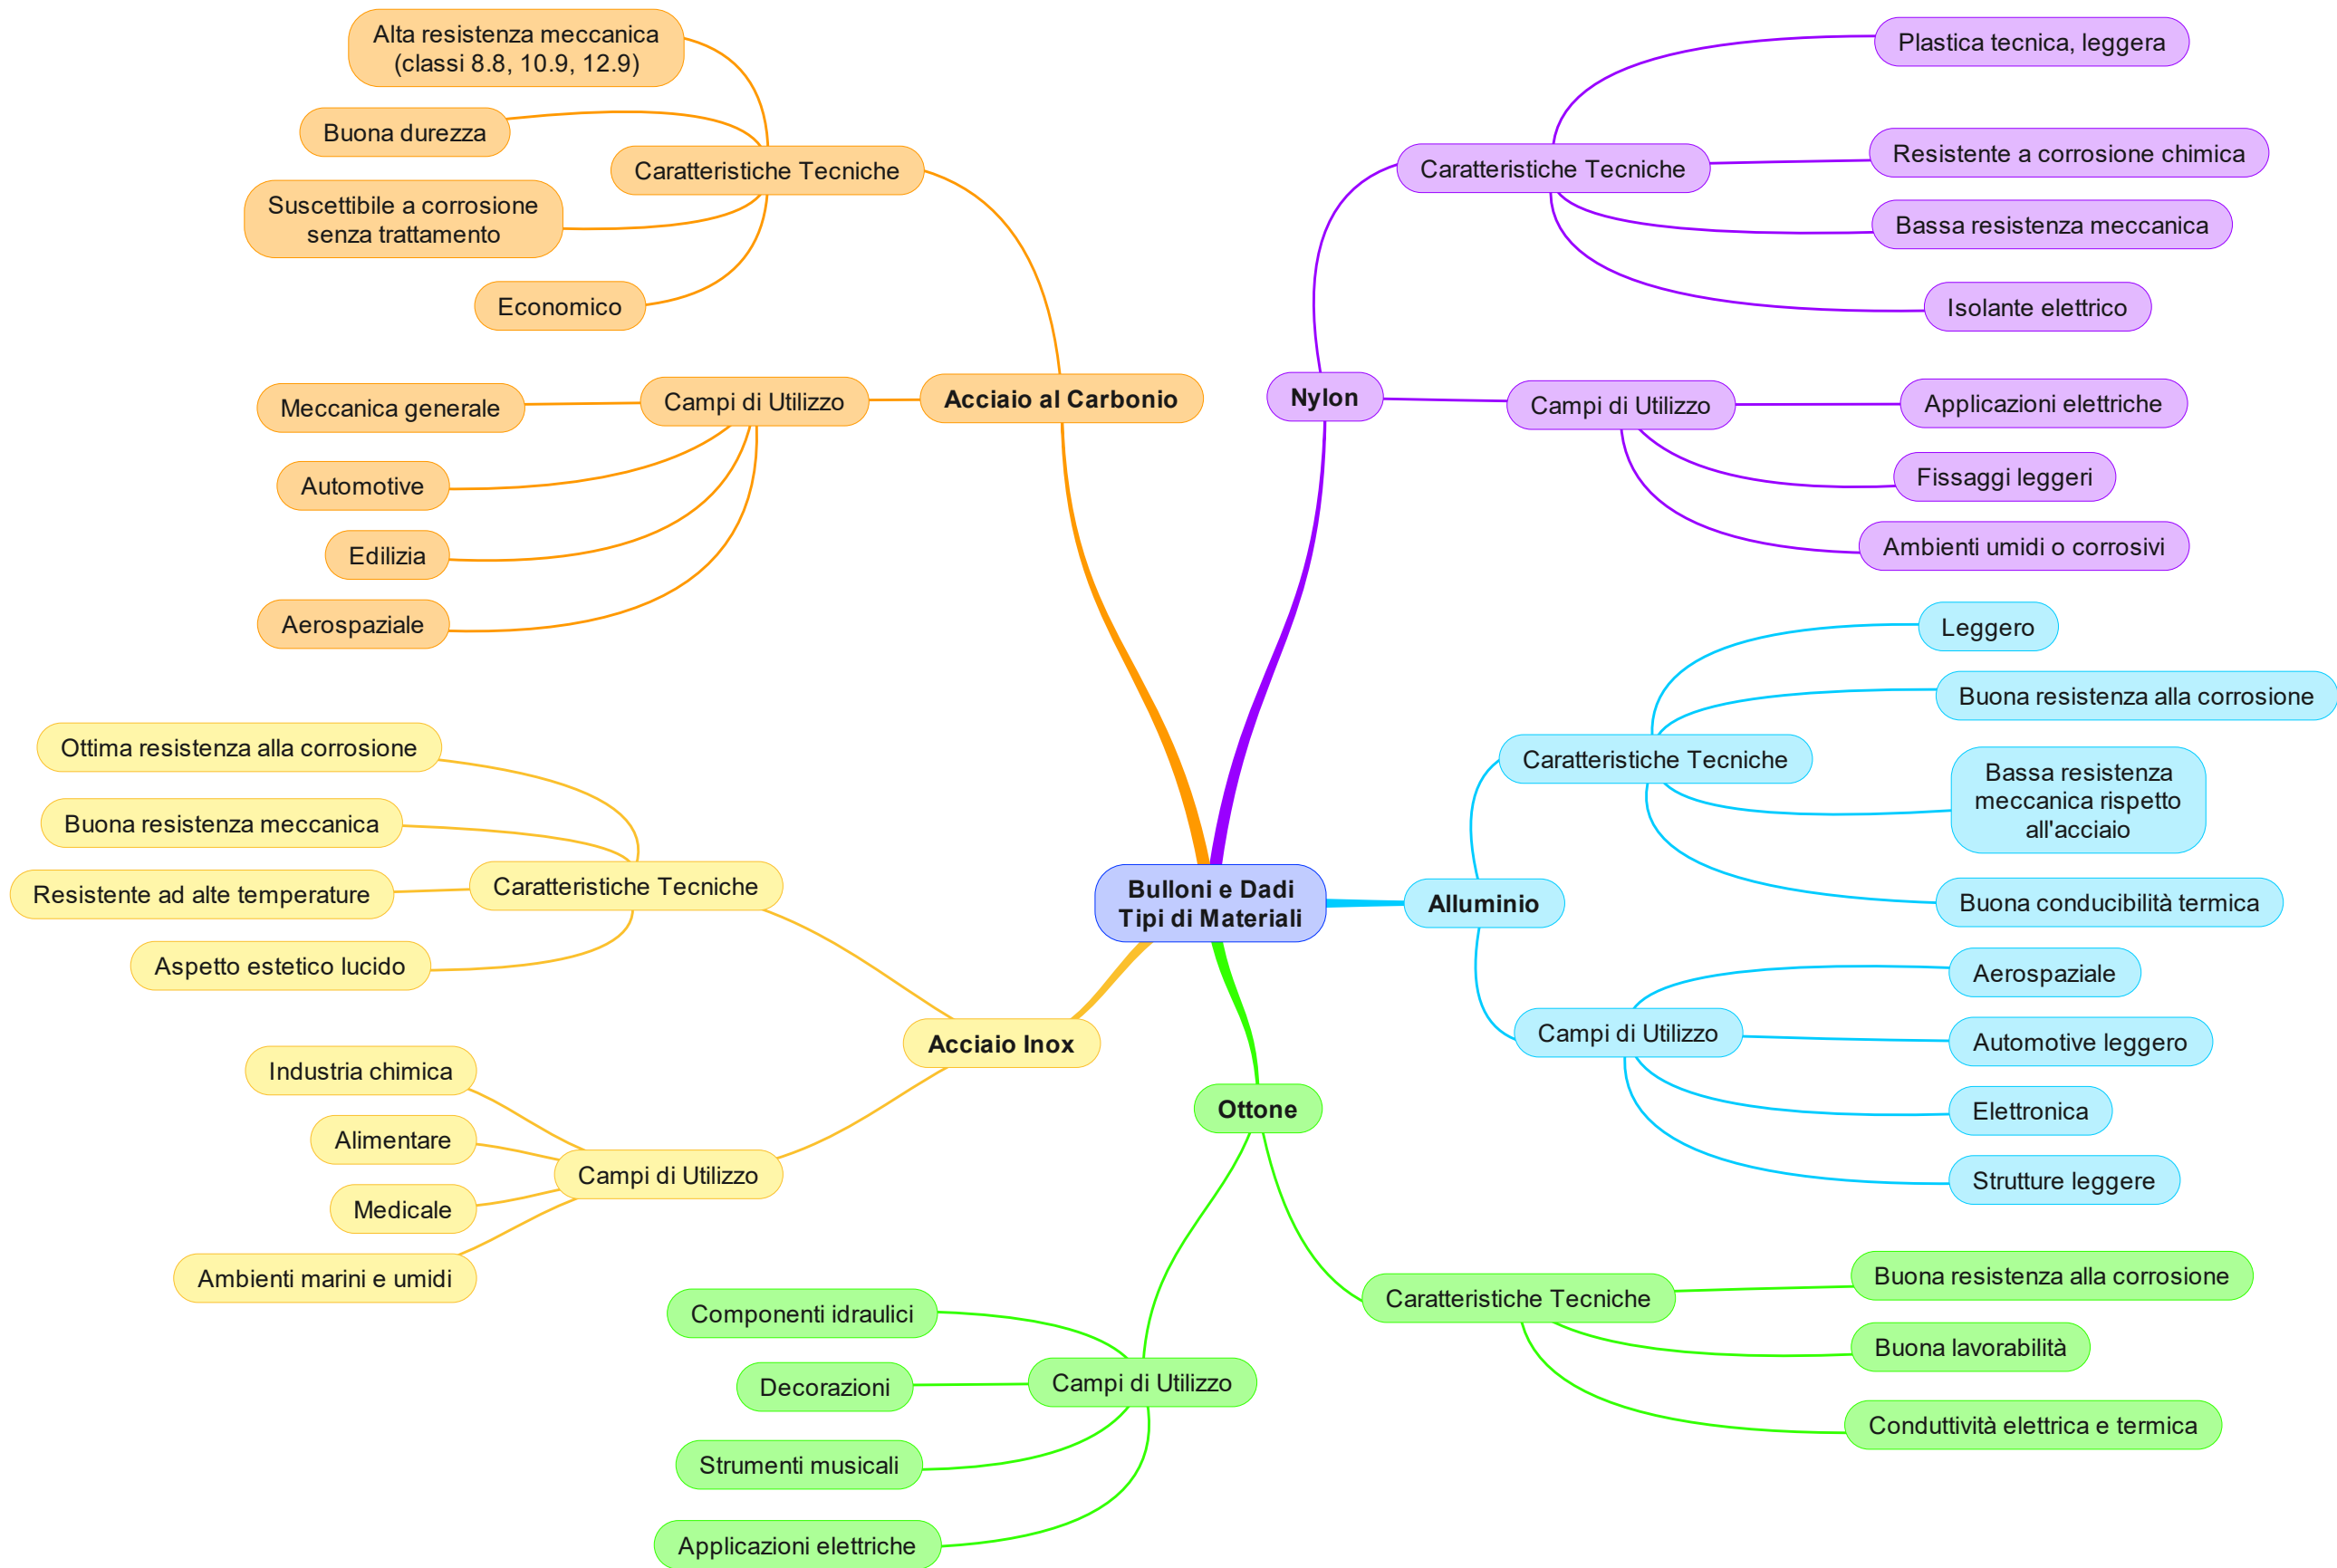 Bulloni e Dadi
Tipi di Materiali
Acciaio al Carbonio
Caratteristiche Tecniche
Alta resistenza meccanica
(classi 8.8, 10.9, 12.9)
Buona durezza
Suscettibile a corrosione
senza trattamento
Economico
Campi di Utilizzo
Meccanica generale
Automotive
Edilizia
Aerospaziale
Acciaio Inox
Caratteristiche Tecniche
Ottima resistenza alla corrosione
Buona resistenza meccanica
Resistente ad alte temperature
Aspetto estetico lucido
Campi di Utilizzo
Industria chimica
Alimentare
Medicale
Ambienti marini e umidi
Nylon
Caratteristiche Tecniche
Plastica tecnica, leggera
Resistente a corrosione chimica
Bassa resistenza meccanica
Isolante elettrico
Campi di Utilizzo
Applicazioni elettriche
Fissaggi leggeri
Ambienti umidi o corrosivi
Alluminio
Caratteristiche Tecniche
Leggero
Buona resistenza alla corrosione
Bassa resistenza
meccanica rispetto
all'acciaio
Buona conducibilità termica
Campi di Utilizzo
Aerospaziale
Automotive leggero
Elettronica
Strutture leggere
Ottone
Caratteristiche Tecniche
Buona resistenza alla corrosione
Buona lavorabilità
Conduttività elettrica e termica
Campi di Utilizzo
Componenti idraulici
Decorazioni
Strumenti musicali
Applicazioni elettriche